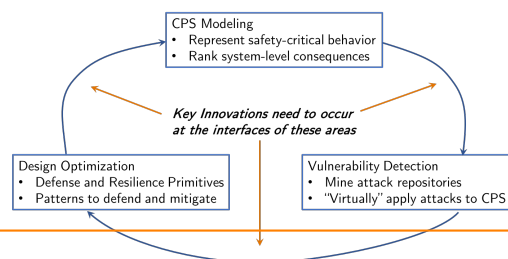 CPS Modeling
• Represent safety-critical behavior
• Rank system-level consequences
Key Innovations need to occur
at the interfaces of these areas
Design Optimization
• Defense and Resilience Primitives
• Patterns to defend and mitigate
Vulnerability Detection
• Mine attack repositories
• “Virtually” apply attacks to CPS